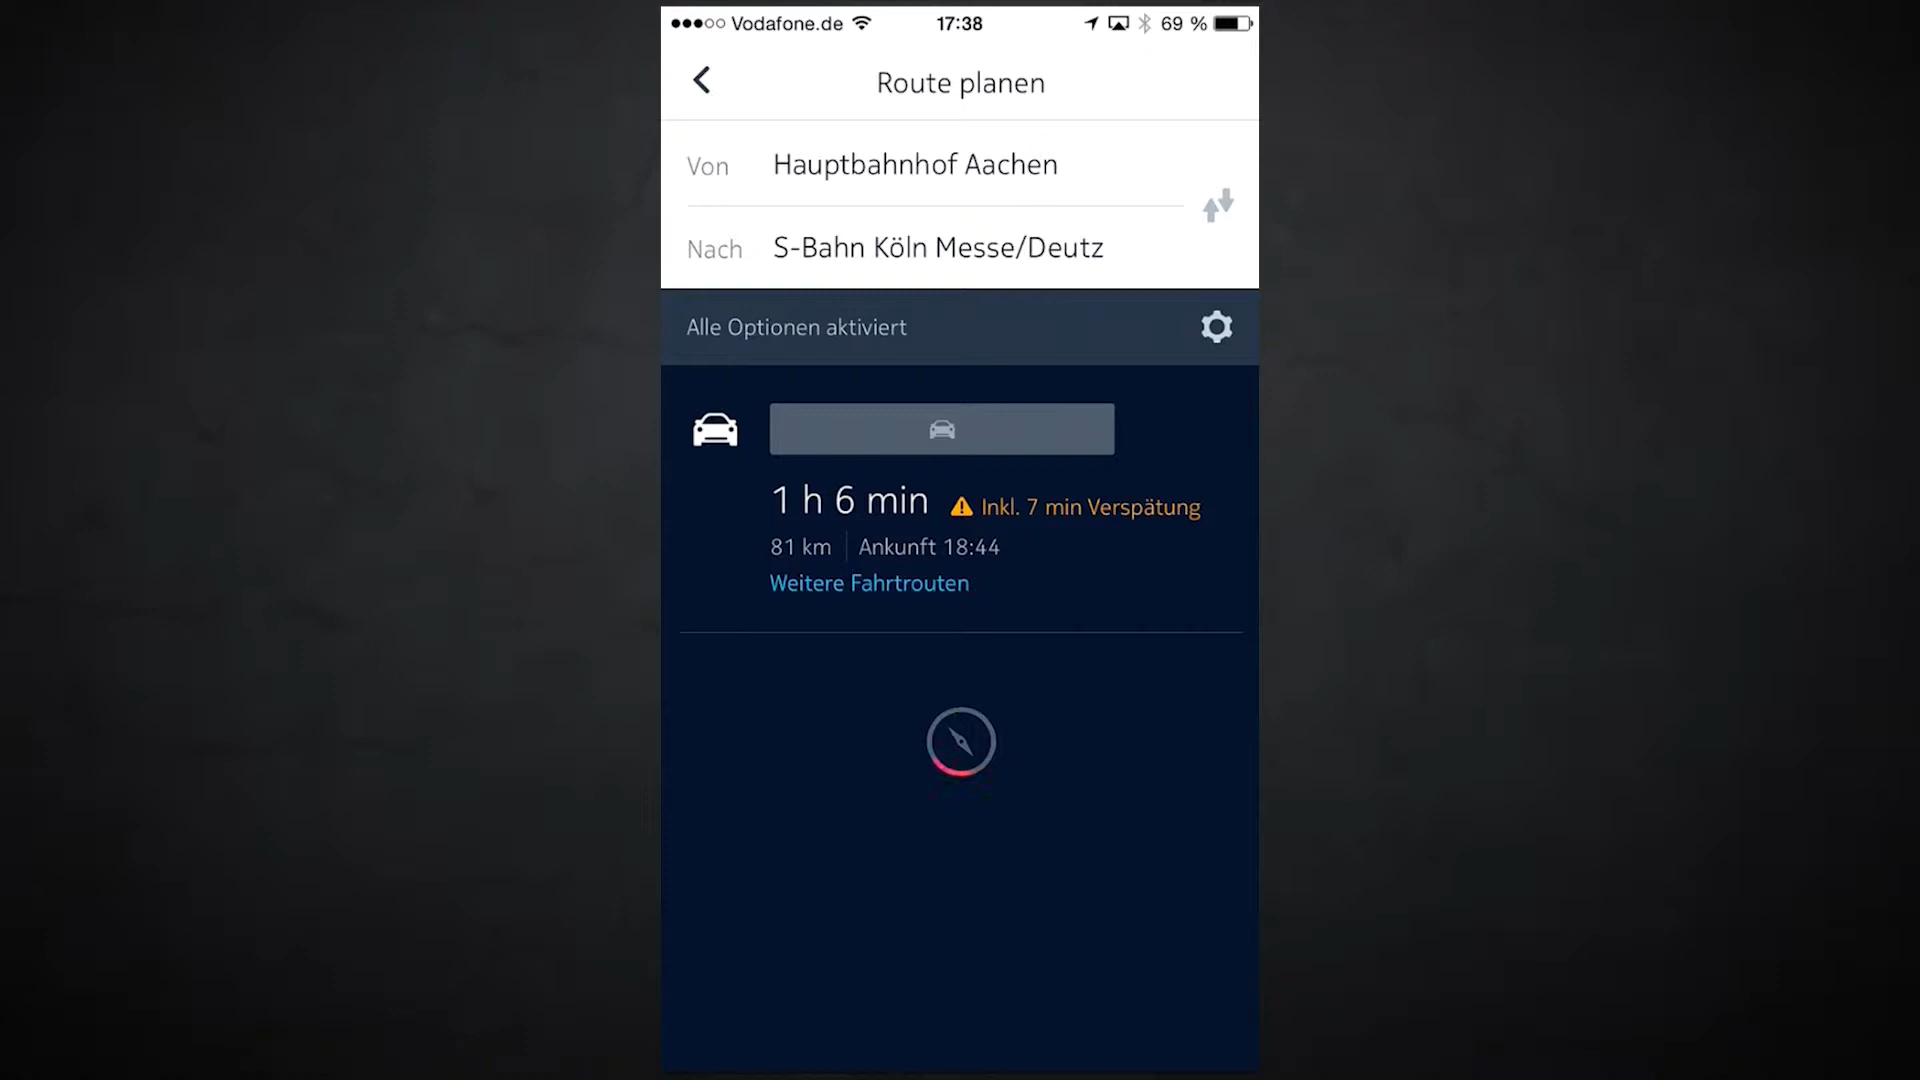 Vodafone.de 17:38 69 %
Route planen
Von Hauptbahnhof Aachen
Nach S-Bahn Köln Messe/Deutz
Alle Optionen aktiviert
1 h 6 min Inkl. 7 min Verspätung
81 km Ankunft 18:44
Weitere Fahrtrouten